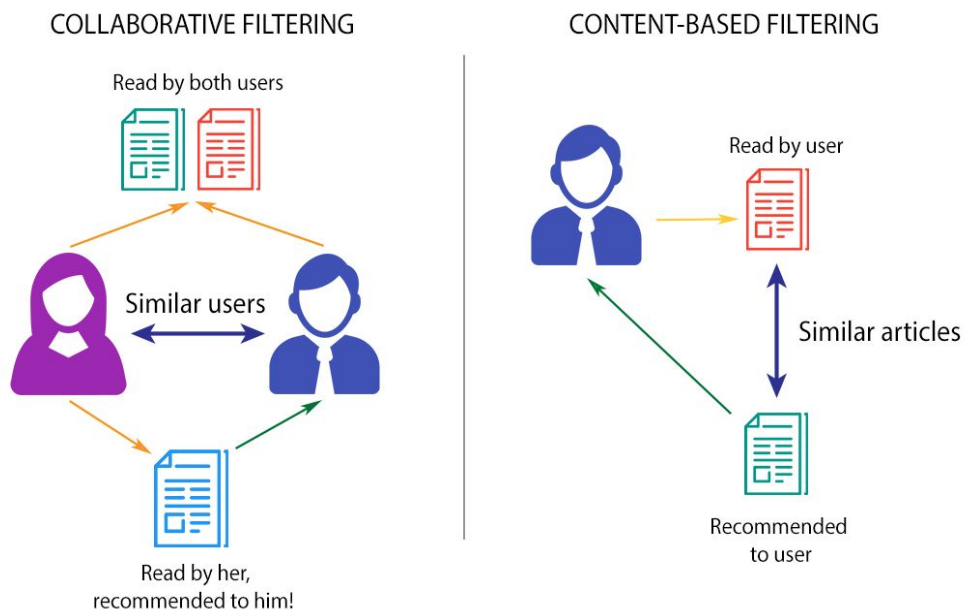 COLLABORATIVE FILTERING
Read by both users
Similar users
Read by her,
recommended to him!
CONTENT-BASED FILTERING
Read by user
Similar articles
Recommended
to user